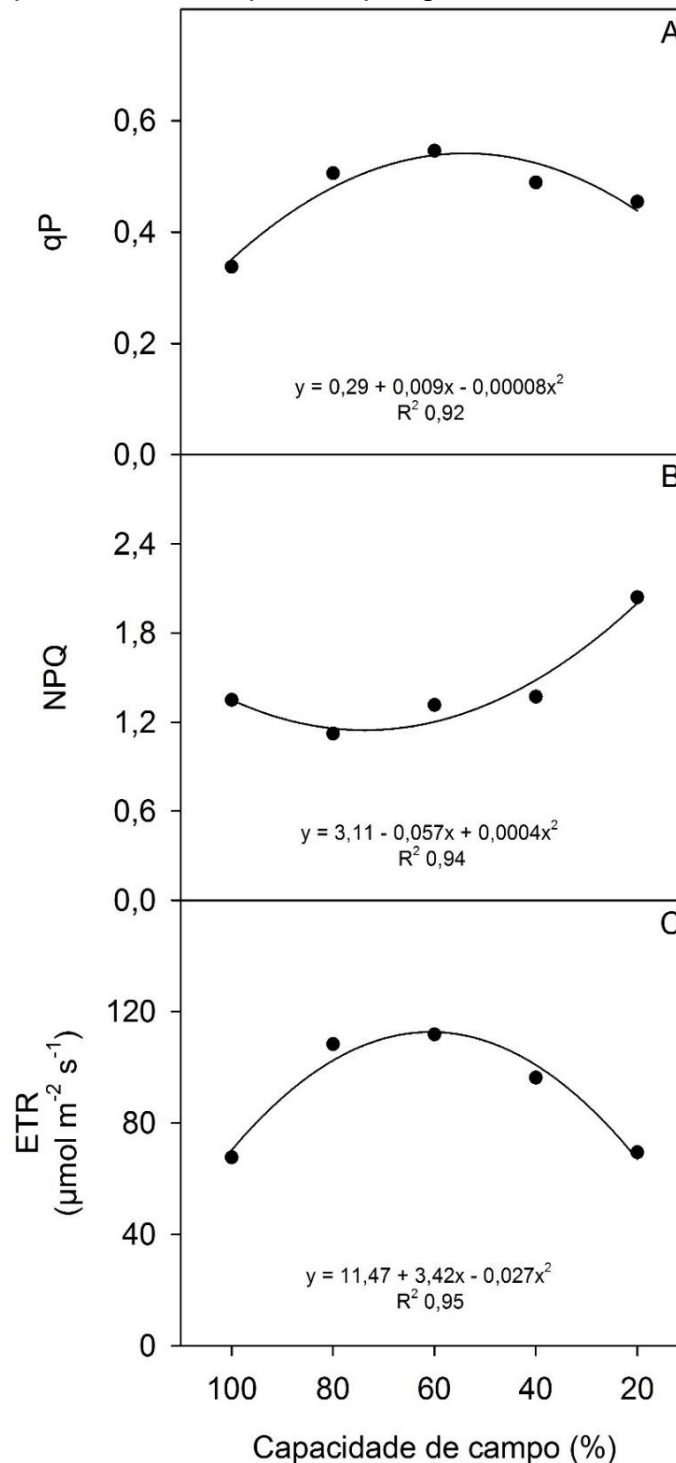 A
0,6
0,4
0,2
0,0
qP
y = 0,29 + 0,009x - 0,00008x²
R² 0,92
B
2,4
1,8
1,2
0,6
0,0
NPQ
y = 3,11 - 0,057x + 0,0004x²
R² 0,94
C
120
80
40
0
ETR
(µmol m⁻² s⁻¹)
y = 11,47 + 3,42x - 0,027x²
R² 0,95
100 80 60 40 20
Capacidade de campo (%)